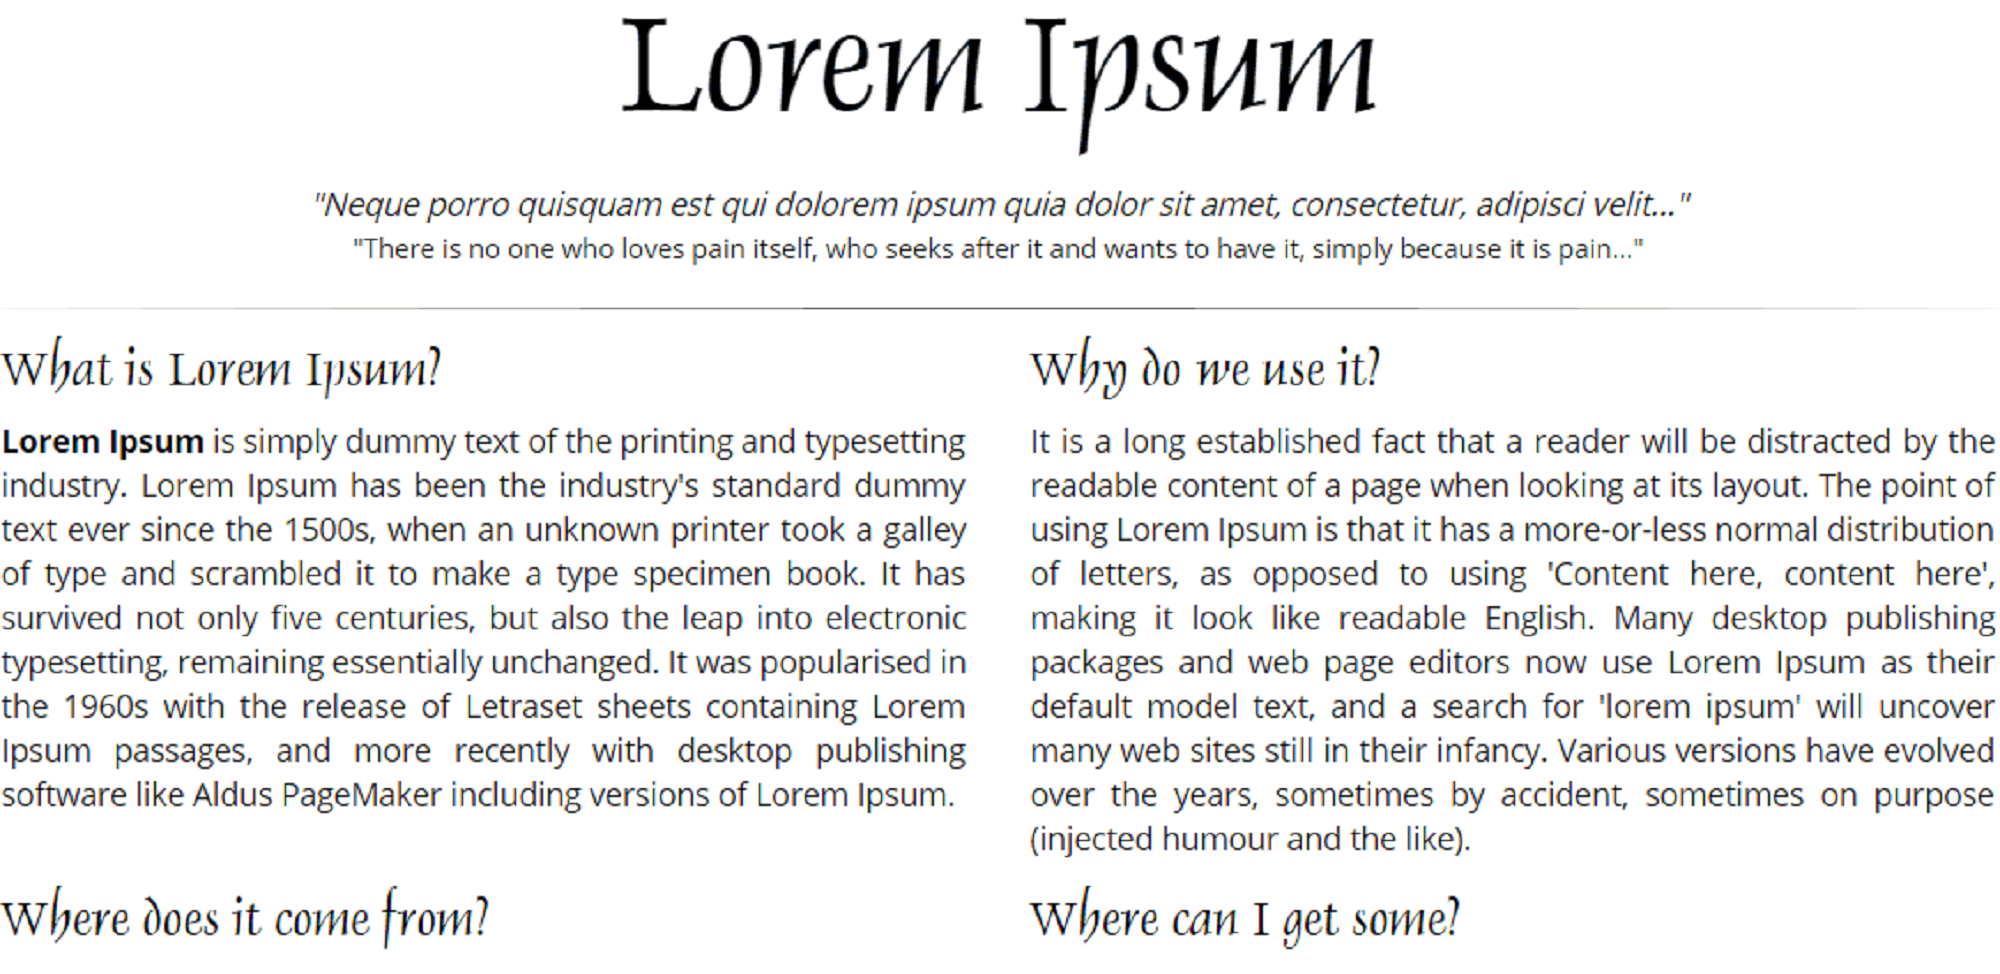 Lorem Ipsum
"Neque porro quisquam est qui dolorem ipsum quia dolor sit amet, consectetur, adipisci velit..."
"There is no one who loves pain itself, who seeks after it and wants to have it, simply because it is pain..."
What is Lorem Ipsum?
Lorem Ipsum is simply dummy text of the printing and typesetting
industry. Lorem Ipsum has been the industry's standard dummy
text ever since the 1500s, when an unknown printer took a galley
of type and scrambled it to make a type specimen book. It has
survived not only five centuries, but also the leap into electronic
typesetting, remaining essentially unchanged. It was popularised in
the 1960s with the release of Letraset sheets containing Lorem
Ipsum passages, and more recently with desktop publishing
software like Aldus PageMaker including versions of Lorem Ipsum.
Why do we use it?
It is a long established fact that a reader will be distracted by the
readable content of a page when looking at its layout. The point of
using Lorem Ipsum is that it has a more-or-less normal distribution
of letters, as opposed to using 'Content here, content here',
making it look like readable English. Many desktop publishing
packages and web page editors now use Lorem Ipsum as their
default model text, and a search for 'lorem ipsum' will uncover
many web sites still in their infancy. Various versions have evolved
over the years, sometimes by accident, sometimes on purpose
(injected humour and the like).
Where does it come from?
Where can I get some?